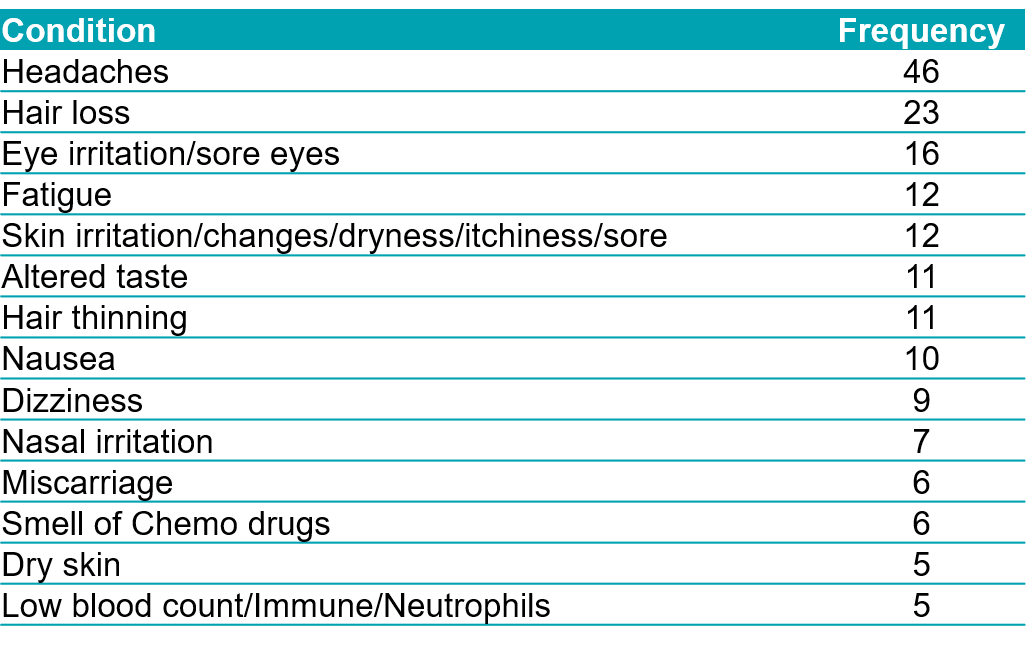 Condition Frequency
Headaches 46
Hair loss 23
Eye irritation/sore eyes 16
Fatigue 12
Skin irritation/changes/dryness/itchiness/sore 12
Altered taste 11
Hair thinning 11
Nausea 10
Dizziness 9
Nasal irritation 7
Miscarriage 6
Smell of Chemo drugs 6
Dry skin 5
Low blood count/Immune/Neutrophils 5